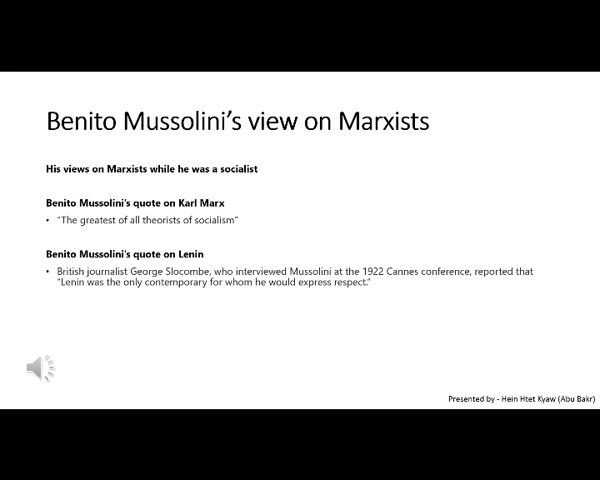 Benito Mussolini’s view on Marxists
His views on Marxists while he was a socialist
Benito Mussolini’s quote on Karl Marx
• “The greatest of all theorists of socialism”
Benito Mussolini’s quote on Lenin
• British journalist George Slocombe, who interviewed Mussolini at the 1922 Cannes conference, reported that
“Lenin was the only contemporary for whom he would express respect.”
Presented by - Hein Htet Kyaw (Abu Bakr)